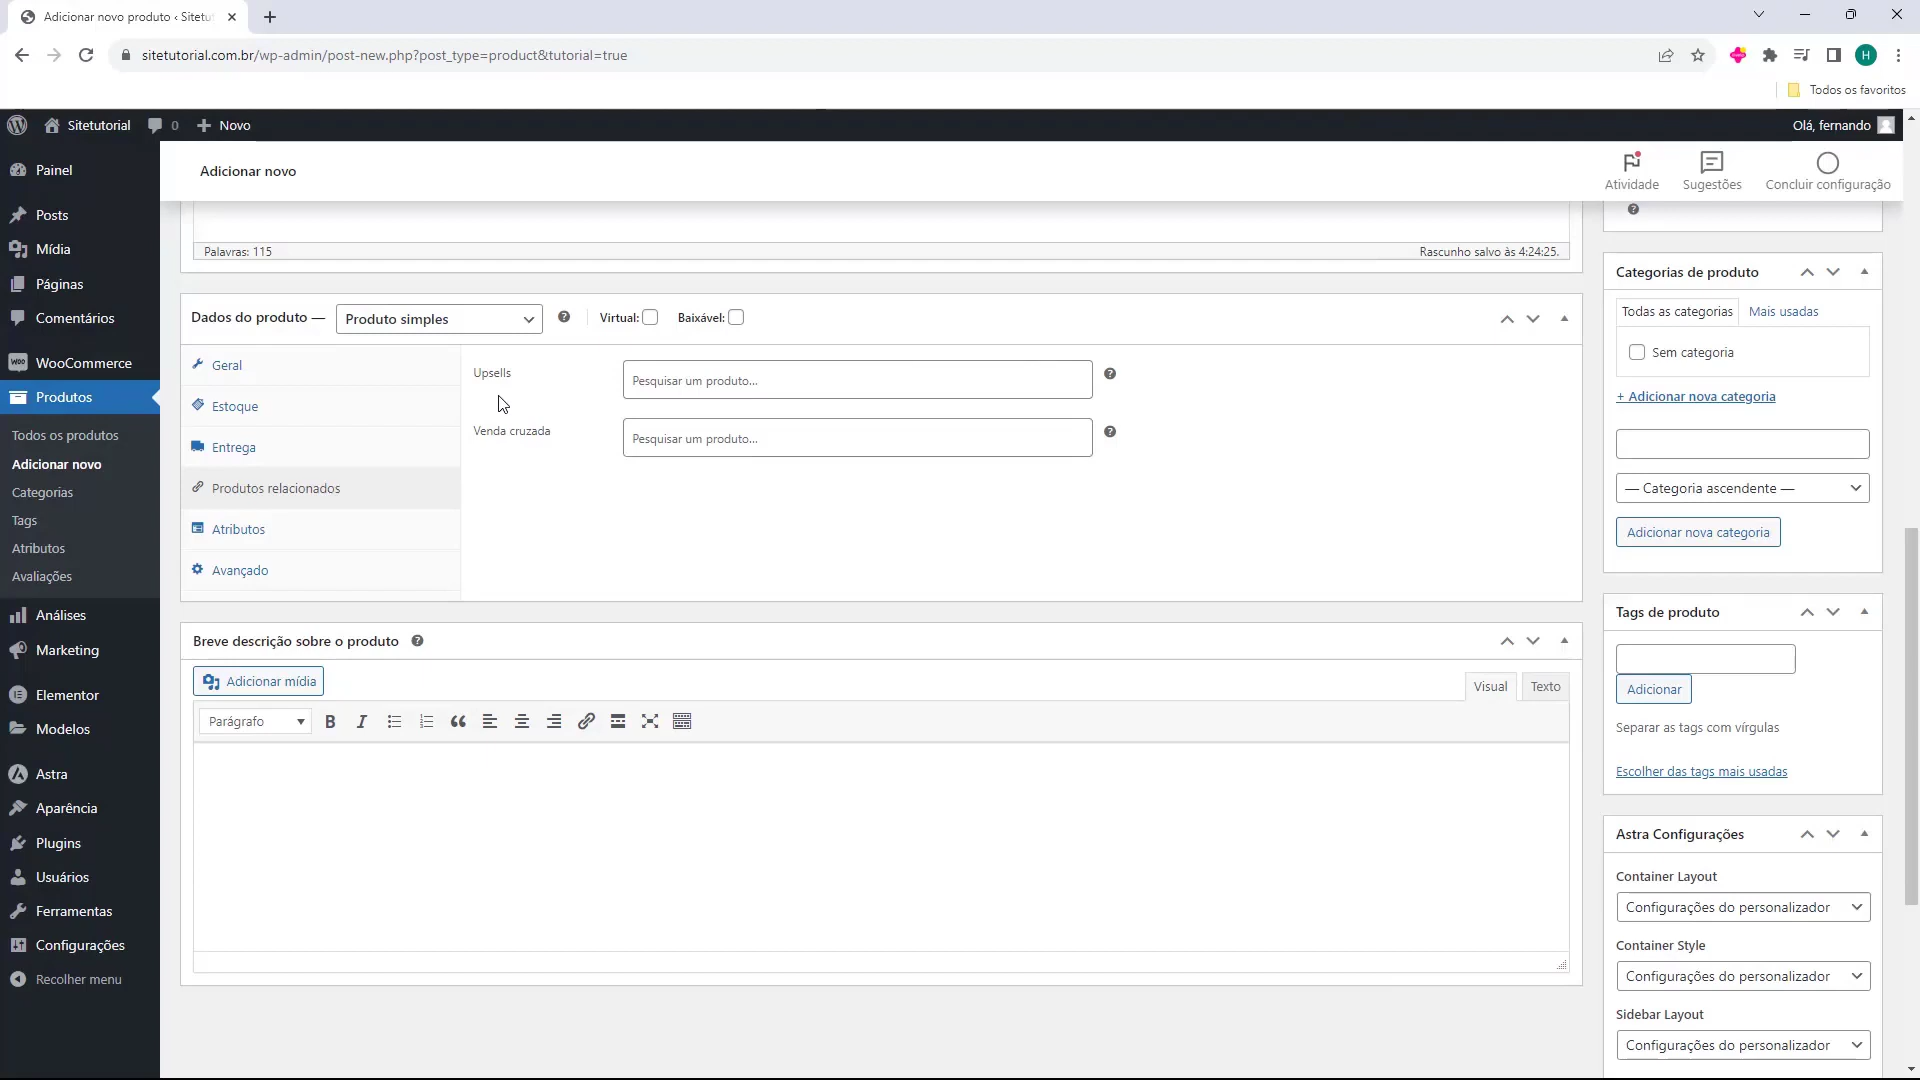 Adicionar novo produto ‹ Sitetu
sitetutorial.com.br/wp-admin/post-new.php?post_type=product&tutorial=true
H
Todos os favoritos
Sitetutorial
0
Novo
Olá, fernando
Painel
Posts
Mídia
Páginas
Comentários
WooCommerce
Produtos
Todos os produtos
Adicionar novo
Categorias
Tags
Atributos
Avaliações
Análises
Marketing
Elementor
Modelos
Astra
Aparência
Plugins
Usuários
Ferramentas
Configurações
Recolher menu
Adicionar novo
Atividade
Sugestões
Concluir configuração
Palavras: 115
Rascunho salvo às 4:24:25.
Dados do produto —
Produto simples
Virtual:
Baixável:
Geral
Estoque
Entrega
Produtos relacionados
Atributos
Avançado
Upsells
Pesquisar um produto...
Venda cruzada
Pesquisar um produto...
Breve descrição sobre o produto
Adicionar mídia
Visual
Texto
Parágrafo
B
I
Categorias de produto
Todas as categorias
Mais usadas
Sem categoria
+ Adicionar nova categoria
— Categoria ascendente —
Adicionar nova categoria
Tags de produto
Adicionar
Separar as tags com vírgulas
Escolher das tags mais usadas
Astra Configurações
Container Layout
Configurações do personalizador
Container Style
Configurações do personalizador
Sidebar Layout
Configurações do personalizador